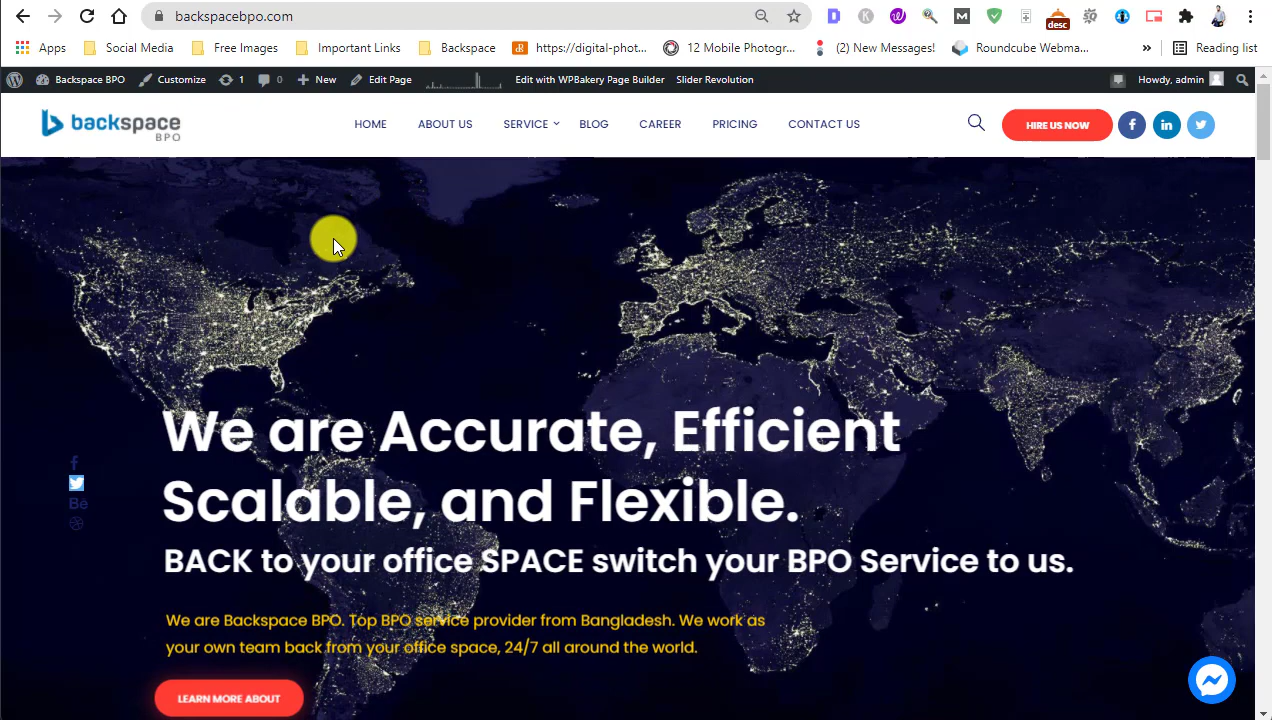 backspacebpo.com
desc
Apps
Social Media
Free Images
Important Links
Backspace
https://digital-phot...
12 Mobile Photogr...
(2) New Messages!
Roundcube Webma...
»
Reading list
Backspace BPO
Customize
1
0
New
Edit Page
Edit with WPBakery Page Builder
Slider Revolution
Howdy, admin
backspace
BPO
HOME
ABOUT US
SERVICE
BLOG
CAREER
PRICING
CONTACT US
HIRE US NOW
We are Accurate, Efficient
Scalable, and Flexible.
BACK to your office SPACE switch your BPO Service to us.
We are Backspace BPO. Top BPO service provider from Bangladesh. We work as
your own team back from your office space, 24/7 all around the world.
LEARN MORE ABOUT